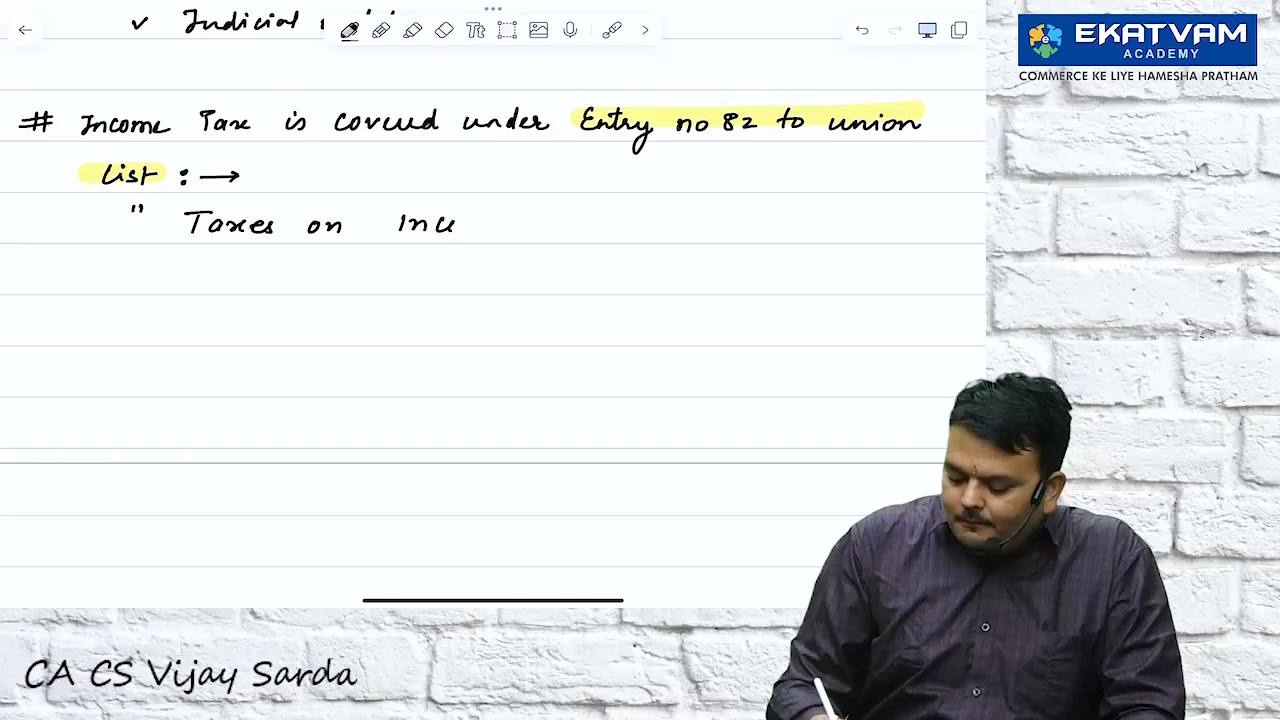 ✓ Judicial
EKATVAM
ACADEMY
COMMERCE KE LIYE HAMESHA PRATHAM
# Income Tax is covered under Entry no 82 to union
List : →
" Taxes on Inc
CA CS Vijay Sarda